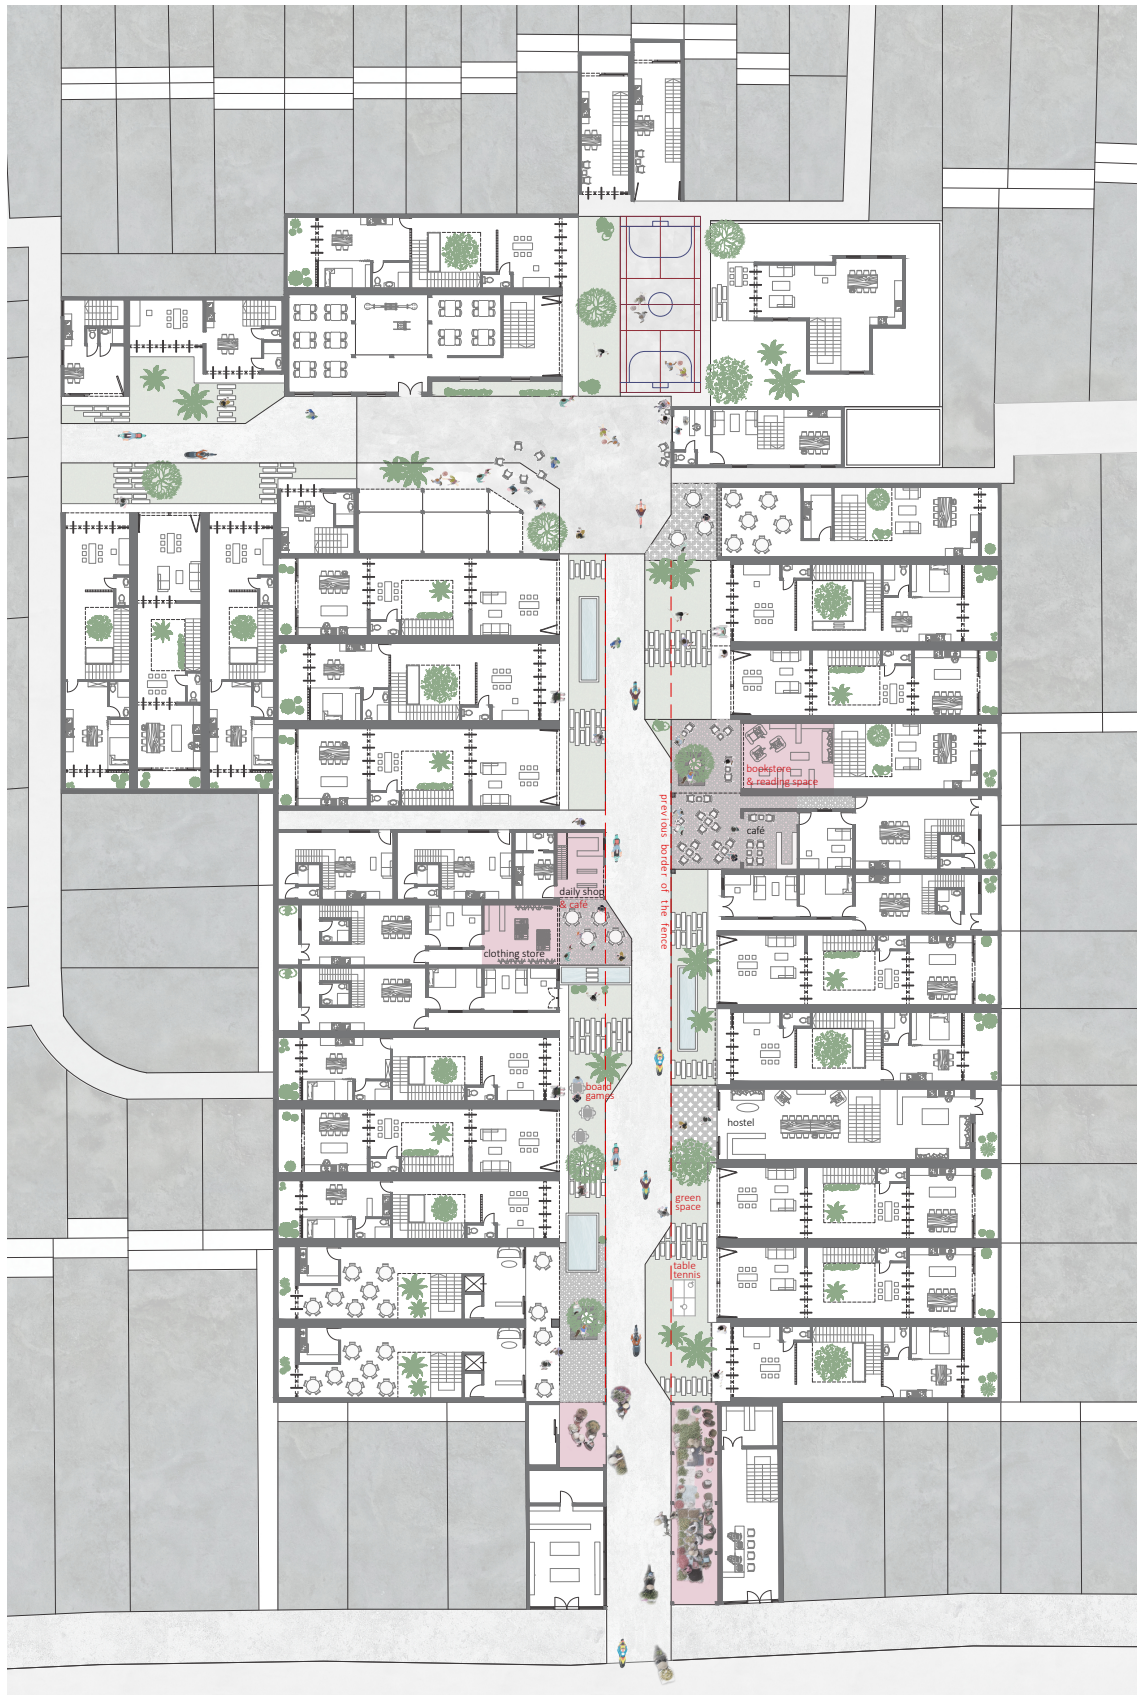 bookstore
& reading space
previous border of the fence
café
daily shop
& café
clothing store
board
games
hostel
green
space
table
tennis